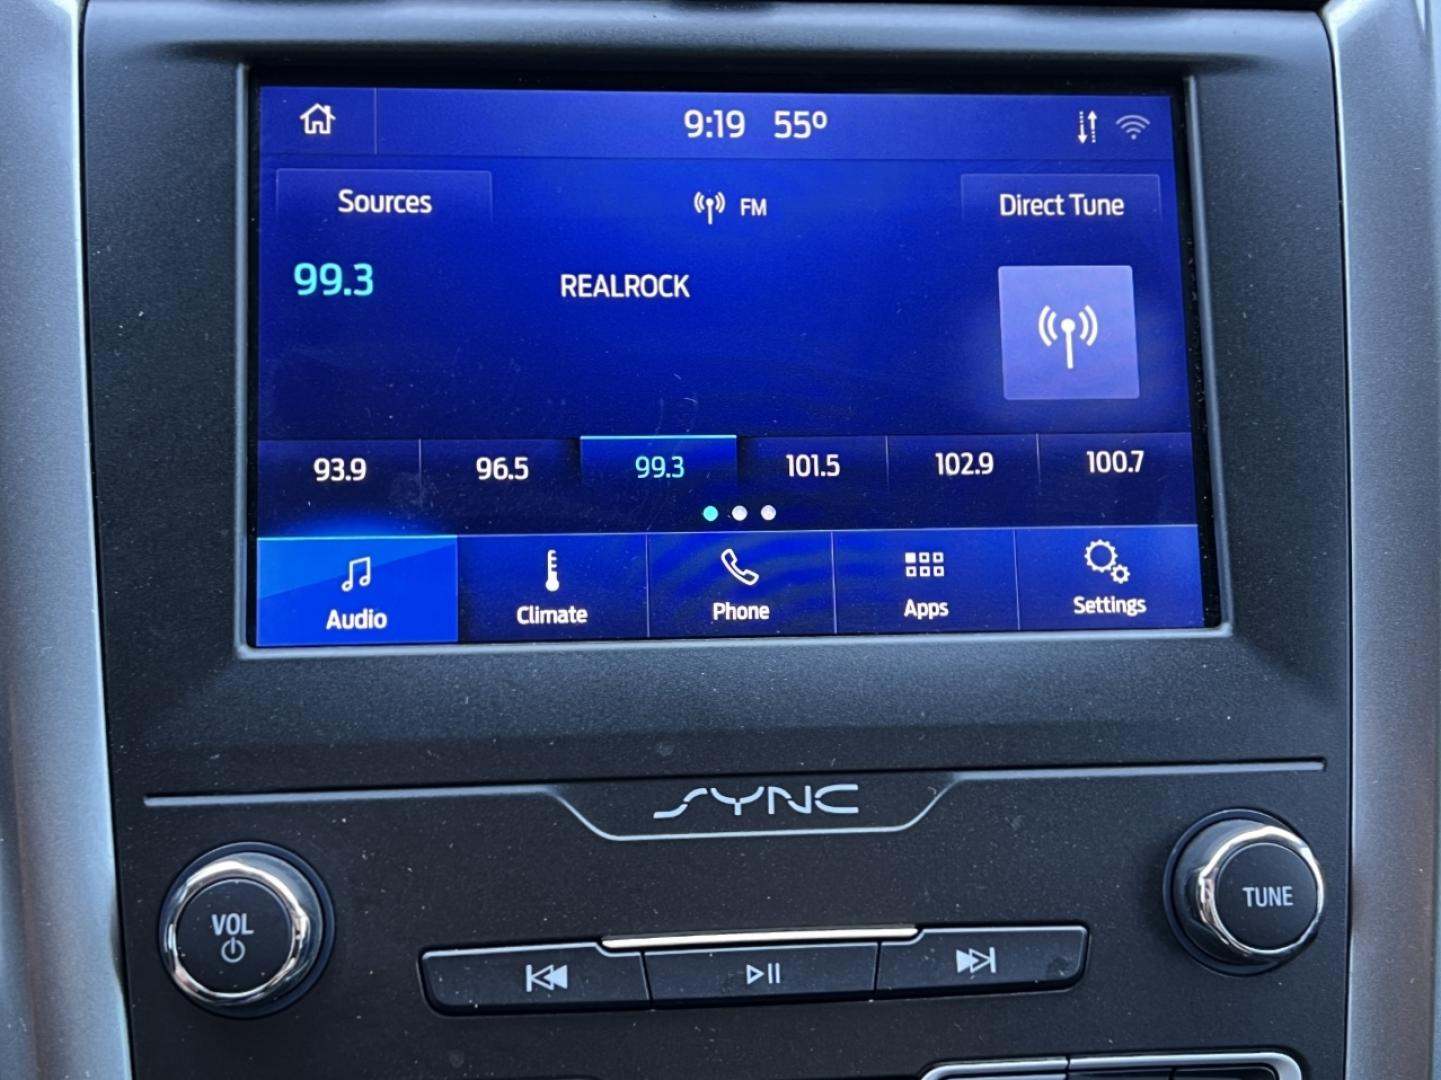 9:19 55º
Sources
FM
Direct Tune
99.3
REALROCK
93.9 96.5 99.3 101.5 102.9 100.7
Audio Climate Phone Apps Settings
SYNC
VOL
TUNE